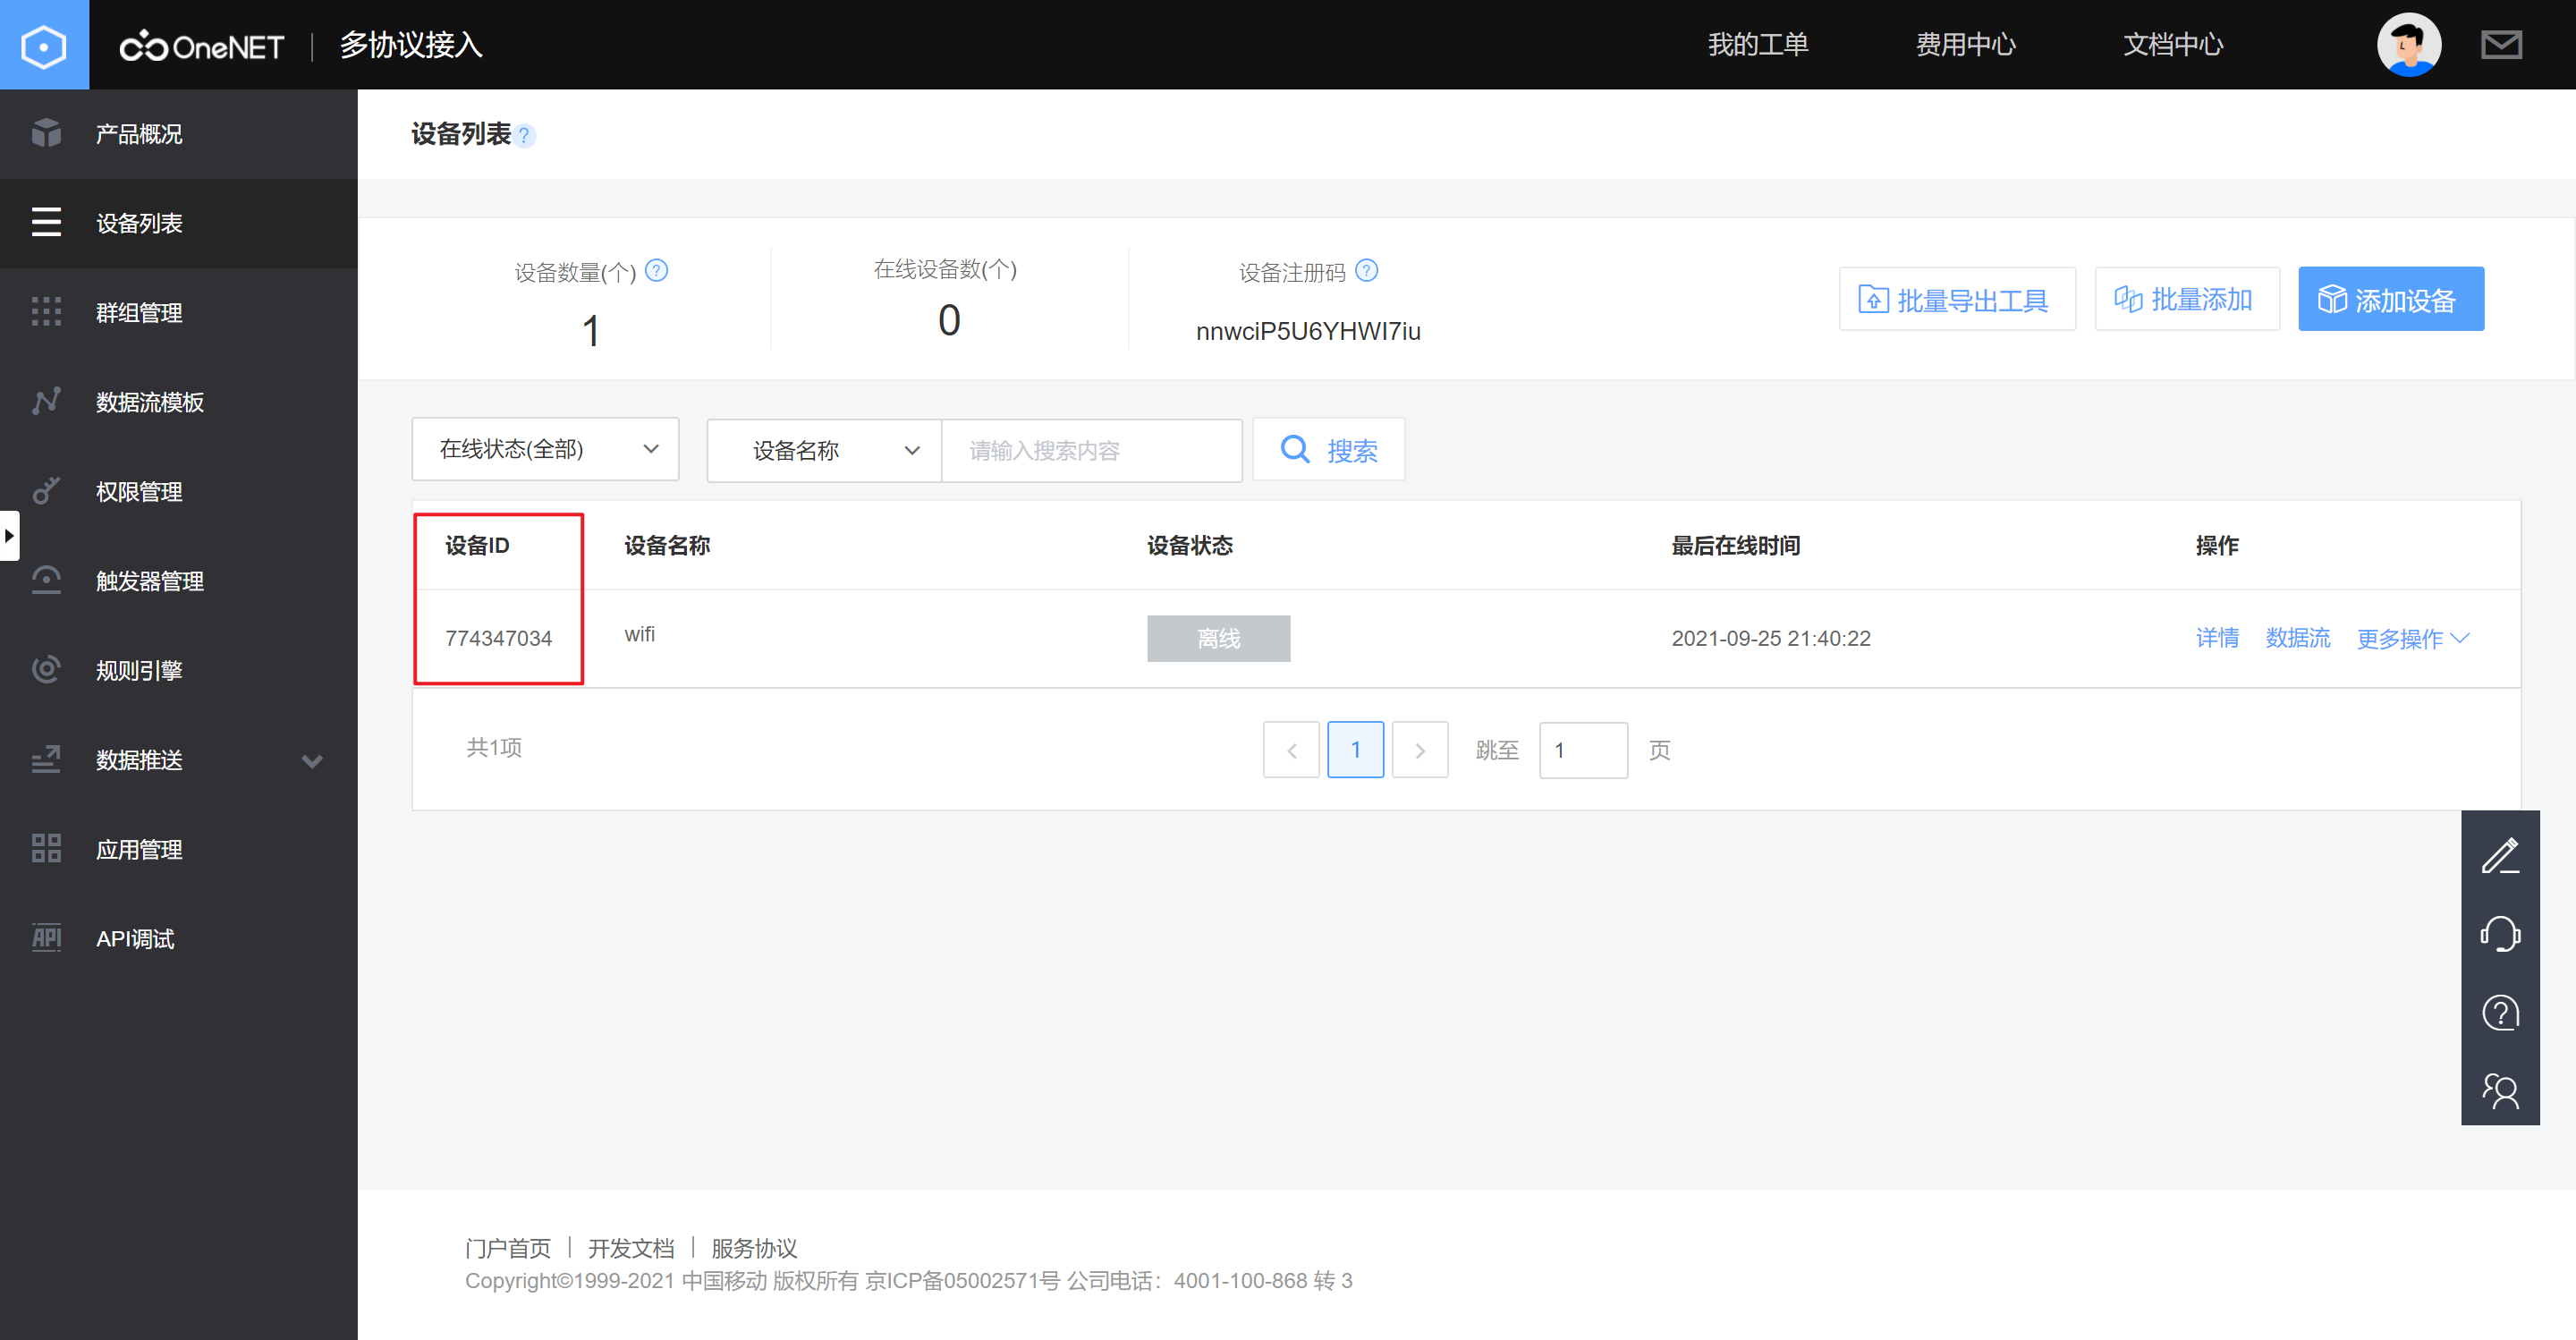 OneNET | 多协议接入
我的工单 费用中心 文档中心
产品概况
设备列表
群组管理
数据流模板
权限管理
触发器管理
规则引擎
数据推送
应用管理
API API调试
设备列表 ?
设备数量(个) ? 在线设备数(个) 设备注册码 ?
1 0 nnwciP5U6YHWI7iu
批量导出工具 批量添加 添加设备
在线状态(全部) 设备名称 请输入搜索内容 搜索
设备ID 设备名称 设备状态 最后在线时间 操作
774347034 wifi 离线 2021-09-25 21:40:22 详情 数据流 更多操作
共1项 < 1 > 跳至 1 页
门户首页 | 开发文档 | 服务协议
Copyright©1999-2021 中国移动 版权所有 京ICP备05002571号 公司电话：4001-100-868 转 3